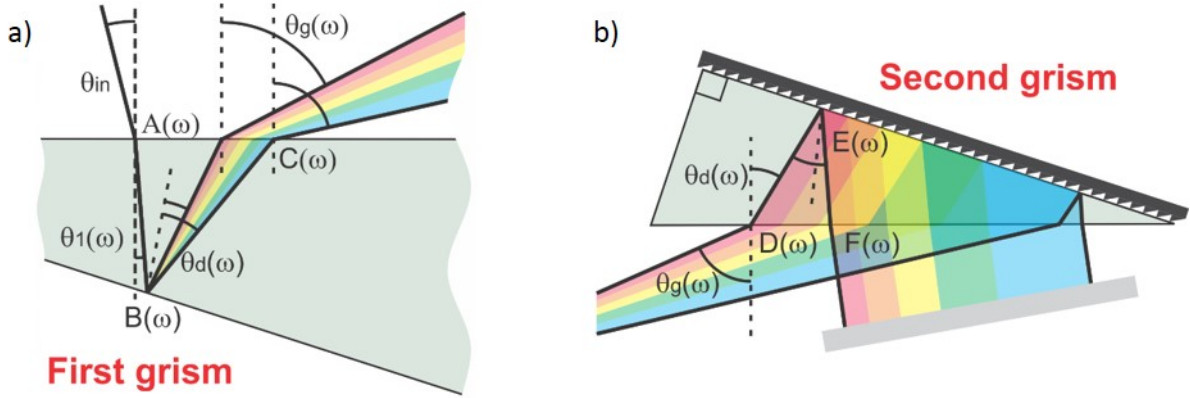 a)
θg(ω)
θin
A(ω)
C(ω)
θ1(ω)
θd(ω)
B(ω)
First grism
b)
Second grism
E(ω)
θd(ω)
D(ω)
F(ω)
θg(ω)